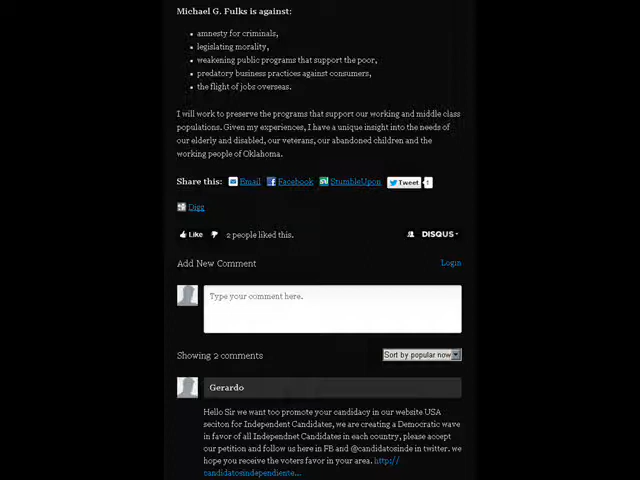 Michael G. Fulks is against:
amnesty for criminals,
legislating morality,
weakening public programs that support the poor,
predatory business practices against consumers,
the flight of jobs overseas.
I will work to preserve the programs that support our working and middle class
populations. Given my experiences, I have a unique insight into the needs of
our elderly and disabled, our veterans, our abandoned children and the
working people of Oklahoma.
Share this: Email Facebook StumbleUpon Tweet 1
Digg
Like 2 people liked this. DISQUS
Add New Comment Login
Type your comment here.
Showing 2 comments Sort by popular now
Gerardo
Hello Sir we want too promote your candidacy in our website USA
seciton for Independent Candidates, we are creating a Democratic wave
in favor of all Independnet Candidates in each country, please accept
our petition and follow us here in FB and @candidatosinde in twitter. we
hope you receive the voters favor in your area. http://
candidatosindependiente...